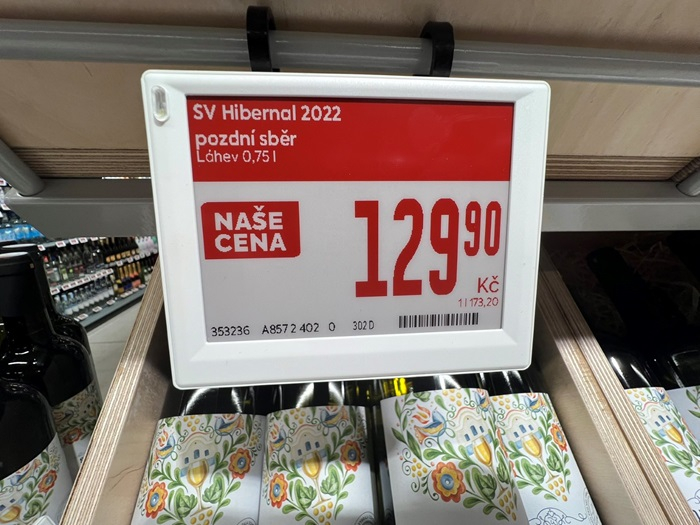 SV Hibernal 2022
pozdní sběr
Láhev 0,75 l
NAŠE
CENA
129 90
Kč
1 l 173,20
353236 A857 2 402 0 302 D